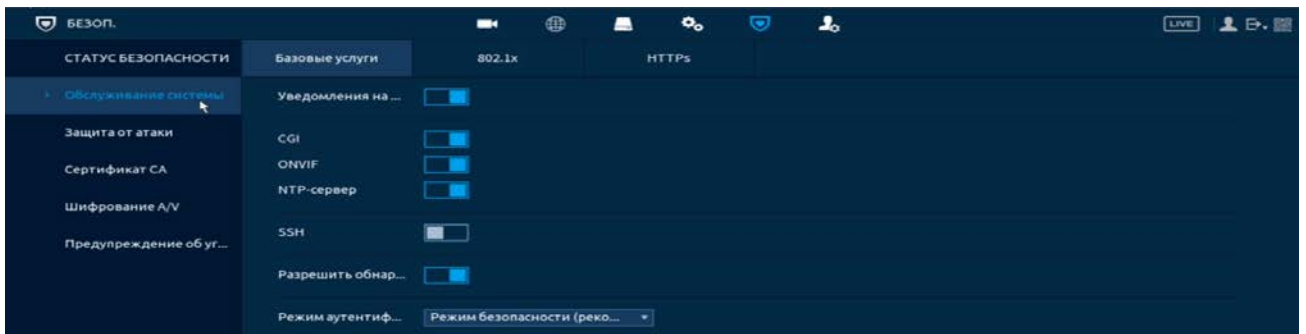 БЕЗОП.
LIVE
СТАТУС БЕЗОПАСНОСТИ
Базовые услуги
802.1x
HTTPs
Обслуживание системы
Уведомления на ...
Защита от атаки
CGI
Сертификат CA
ONVIF
NTP-сервер
Шифрование A/V
SSH
Предупреждение об уг...
Разрешить обнар...
Режим аутентиф...
Режим безопасности (реко...